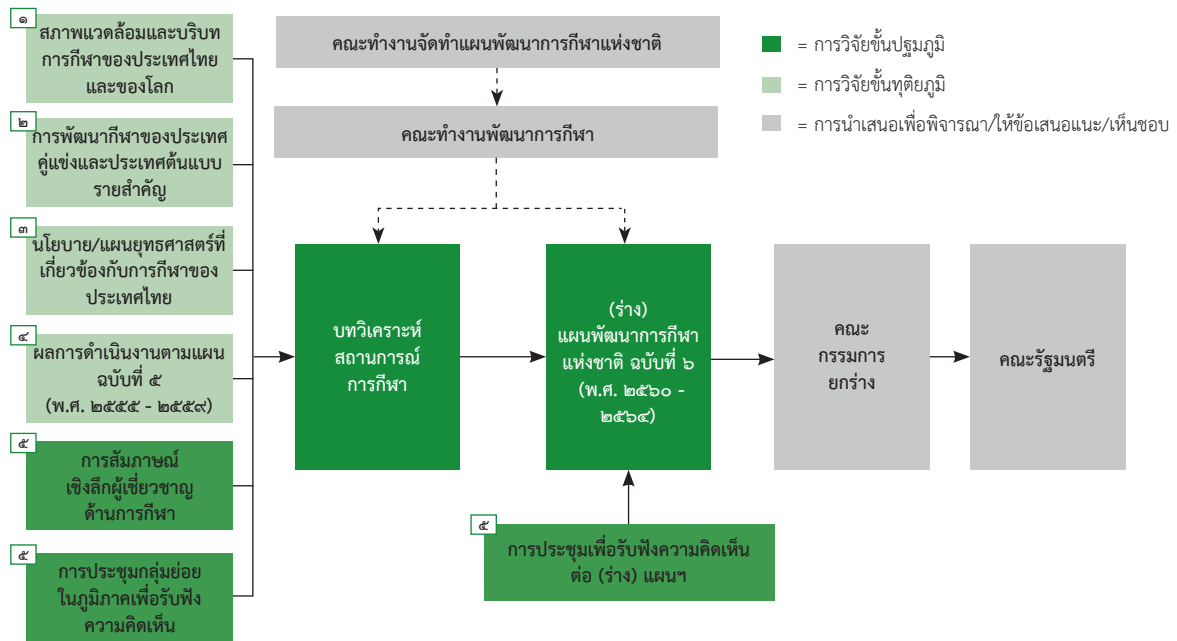 ๑
สภาพแวดล้อมและบริบท
การกีฬาของประเทศไทย
และของโลก
๒
การพัฒนากีฬาของประเทศ
คู่แข่งและประเทศต้นแบบ
รายสำคัญ
๓
นโยบาย/แผนยุทธศาสตร์ที่
เกี่ยวข้องกับการกีฬาของ
ประเทศไทย
๔
ผลการดำเนินงานตามแผน
ฉบับที่ ๕
(พ.ศ. ๒๕๕๕ - ๒๕๕๙)
๕
การสัมภาษณ์
เชิงลึกผู้เชี่ยวชาญ
ด้านการกีฬา
๕
การประชุมกลุ่มย่อย
ในภูมิภาคเพื่อรับฟัง
ความคิดเห็น
คณะทำงานจัดทำแผนพัฒนาการกีฬาแห่งชาติ
คณะทำงานพัฒนาการกีฬา
บทวิเคราะห์
สถานการณ์
การกีฬา
(ร่าง)
แผนพัฒนาการกีฬา
แห่งชาติ ฉบับที่ ๖
(พ.ศ. ๒๕๖๐ -
๒๕๖๔)
๕
การประชุมเพื่อรับฟังความคิดเห็น
ต่อ (ร่าง) แผนฯ
คณะ
กรรมการ
ยกร่าง
คณะรัฐมนตรี
= การวิจัยขั้นปฐมภูมิ
= การวิจัยขั้นทุติยภูมิ
= การนำเสนอเพื่อพิจารณา/ให้ข้อเสนอแนะ/เห็นชอบ